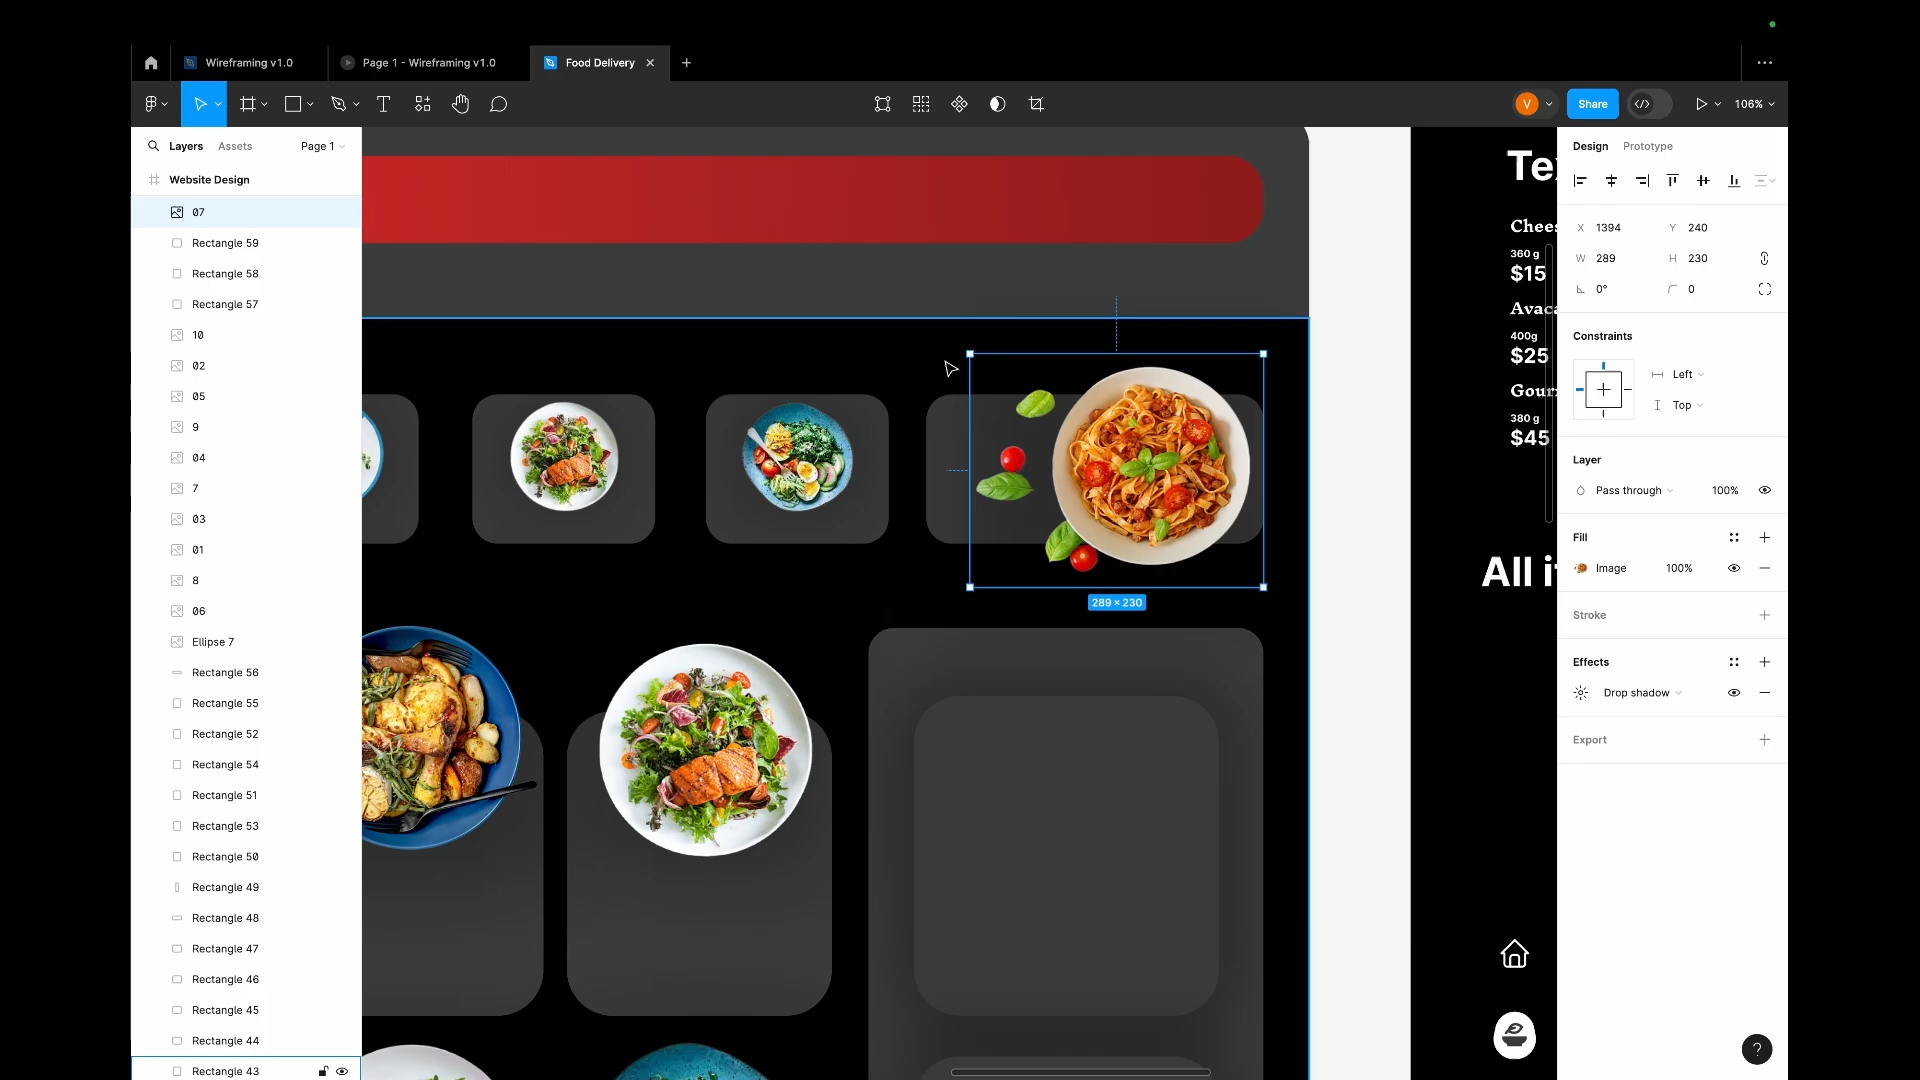 Wireframing v1.0
Page 1 - Wireframing v1.0
Food Delivery
T
V
Share
</>
106%
Layers
Assets
Page 1
Website Design
07
Rectangle 59
Rectangle 58
Rectangle 57
10
02
05
9
04
7
03
01
8
06
Ellipse 7
Rectangle 56
Rectangle 55
Rectangle 52
Rectangle 54
Rectangle 51
Rectangle 53
Rectangle 50
Rectangle 49
Rectangle 48
Rectangle 47
Rectangle 46
Rectangle 45
Rectangle 44
Rectangle 43
289 × 230
360 g
$15
400g
$25
380 g
$45
All
Design
Prototype
X 1394
Y 240
W 289
H 230
0°
0
Constraints
Left
Top
Layer
Pass through
100%
Fill
Image
100%
Stroke
Effects
Drop shadow
Export
?